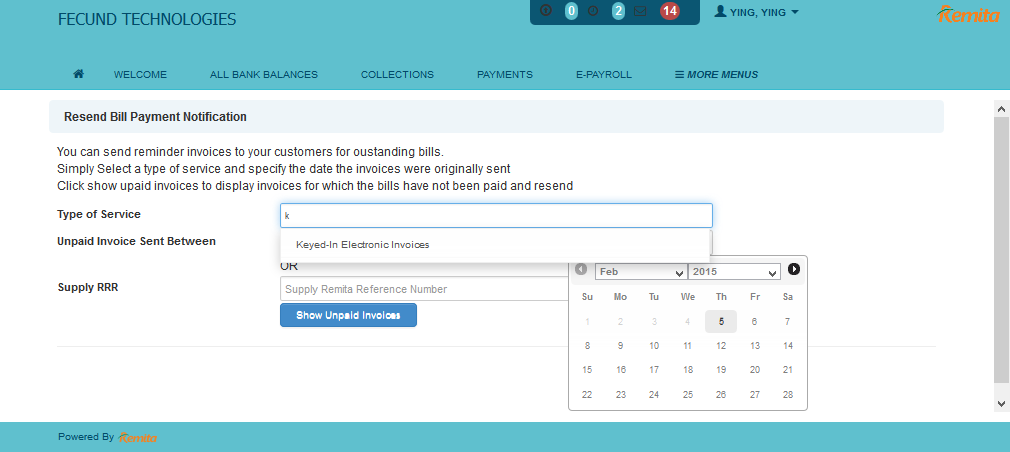 FECUND TECHNOLOGIES
0 2 14
YING, YING
Remita
WELCOME ALL BANK BALANCES COLLECTIONS PAYMENTS E-PAYROLL MORE MENUS
Resend Bill Payment Notification
You can send reminder invoices to your customers for oustanding bills.
Simply Select a type of service and specify the date the invoices were originally sent
Click show upaid invoices to display invoices for which the bills have not been paid and resend
Type of Service k
Keyed-In Electronic Invoices
Unpaid Invoice Sent Between
OR
Supply RRR Supply Remita Reference Number
Show Unpaid Invoices
Feb 2015
Su Mo Tu We Th Fr Sa
1 2 3 4 5 6 7
8 9 10 11 12 13 14
15 16 17 18 19 20 21
22 23 24 25 26 27 28
Powered By Remita